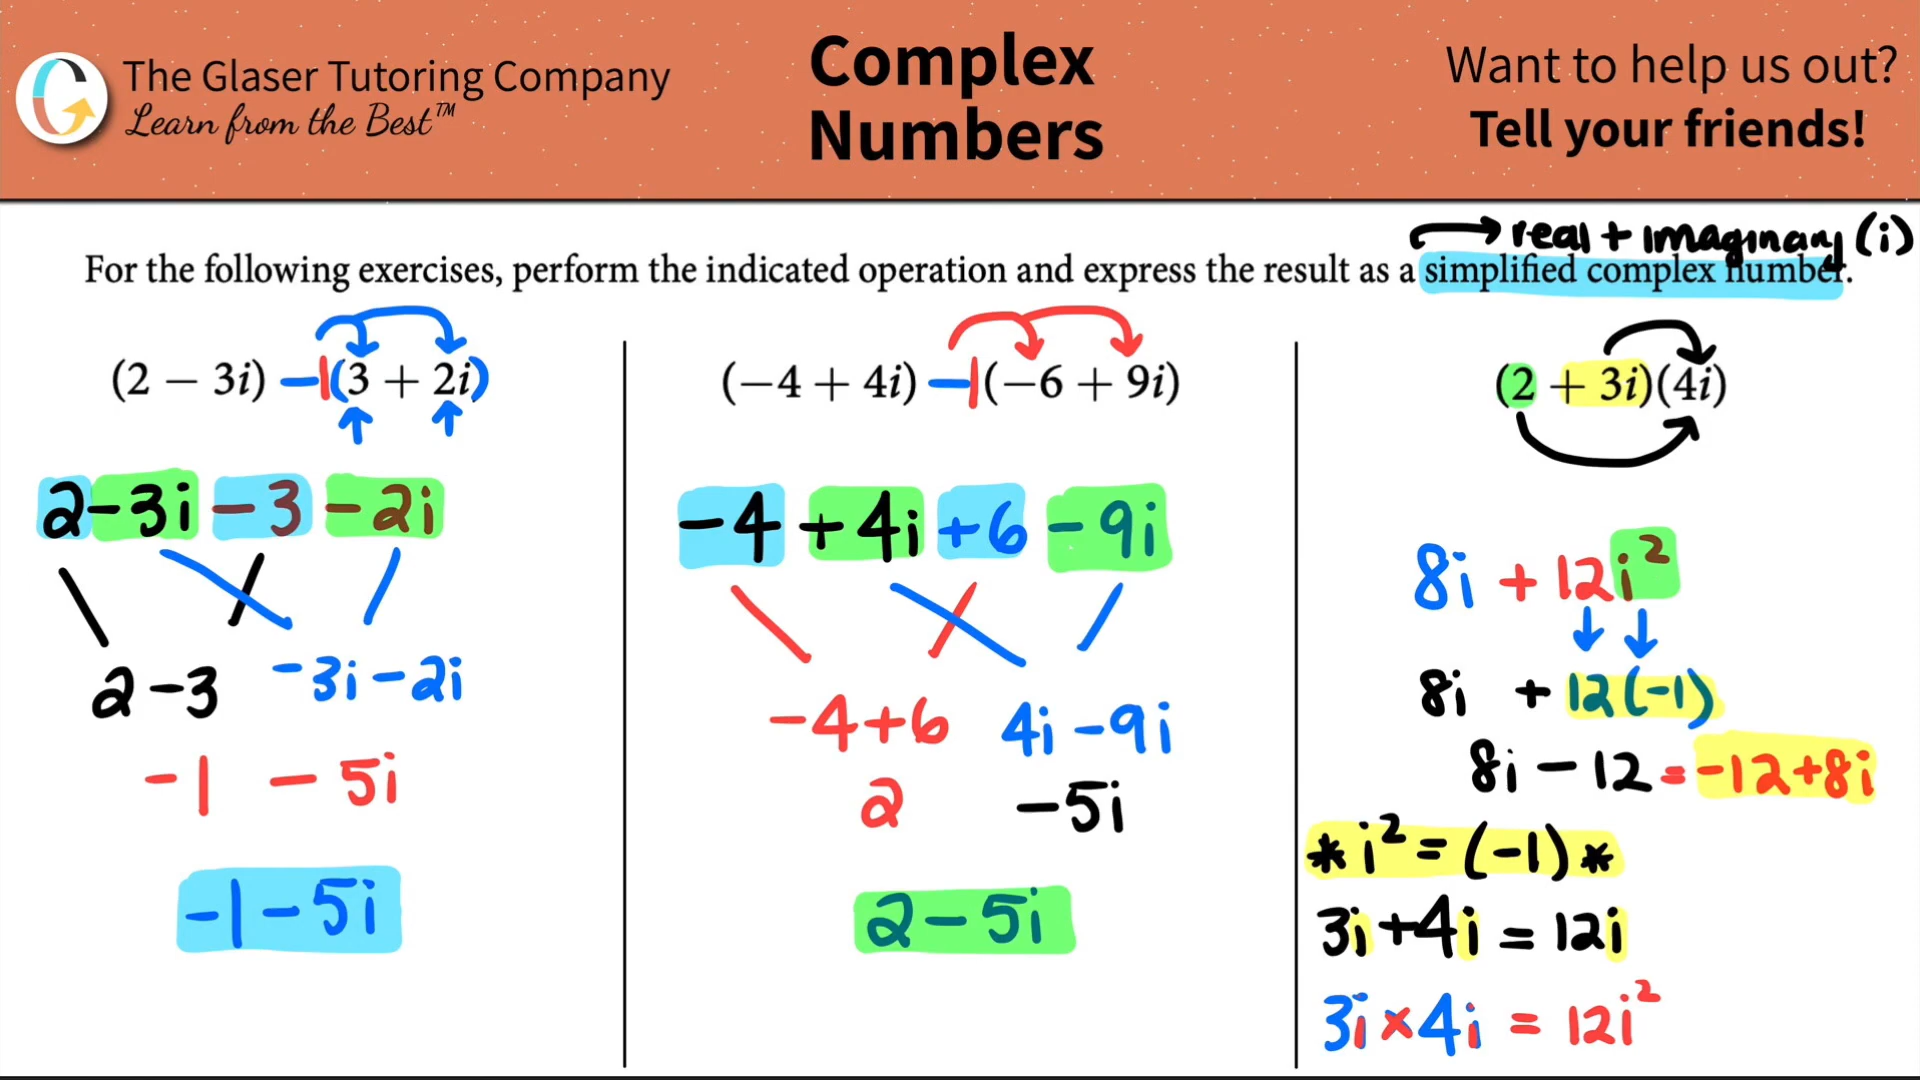 The Glaser Tutoring Company
Learn from the Best™
Complex
Numbers
Want to help us out?
Tell your friends!
real + imaginary (i)
For the following exercises, perform the indicated operation and express the result as a simplified complex number.
(2 − 3i) −1(3 + 2i)
2 −3i −3 −2i
2 −3 −3i −2i
−1 − 5i
−1 − 5i
(−4 + 4i) −1(−6 + 9i)
−4 +4i +6 −9i
−4+6 4i −9i
2 −5i
2 − 5i
(2 + 3i)(4i)
8i + 12i²
8i + 12(−1)
8i − 12 = −12+8i
* i² = (−1) *
3i +4i = 12i
3i × 4i = 12i²